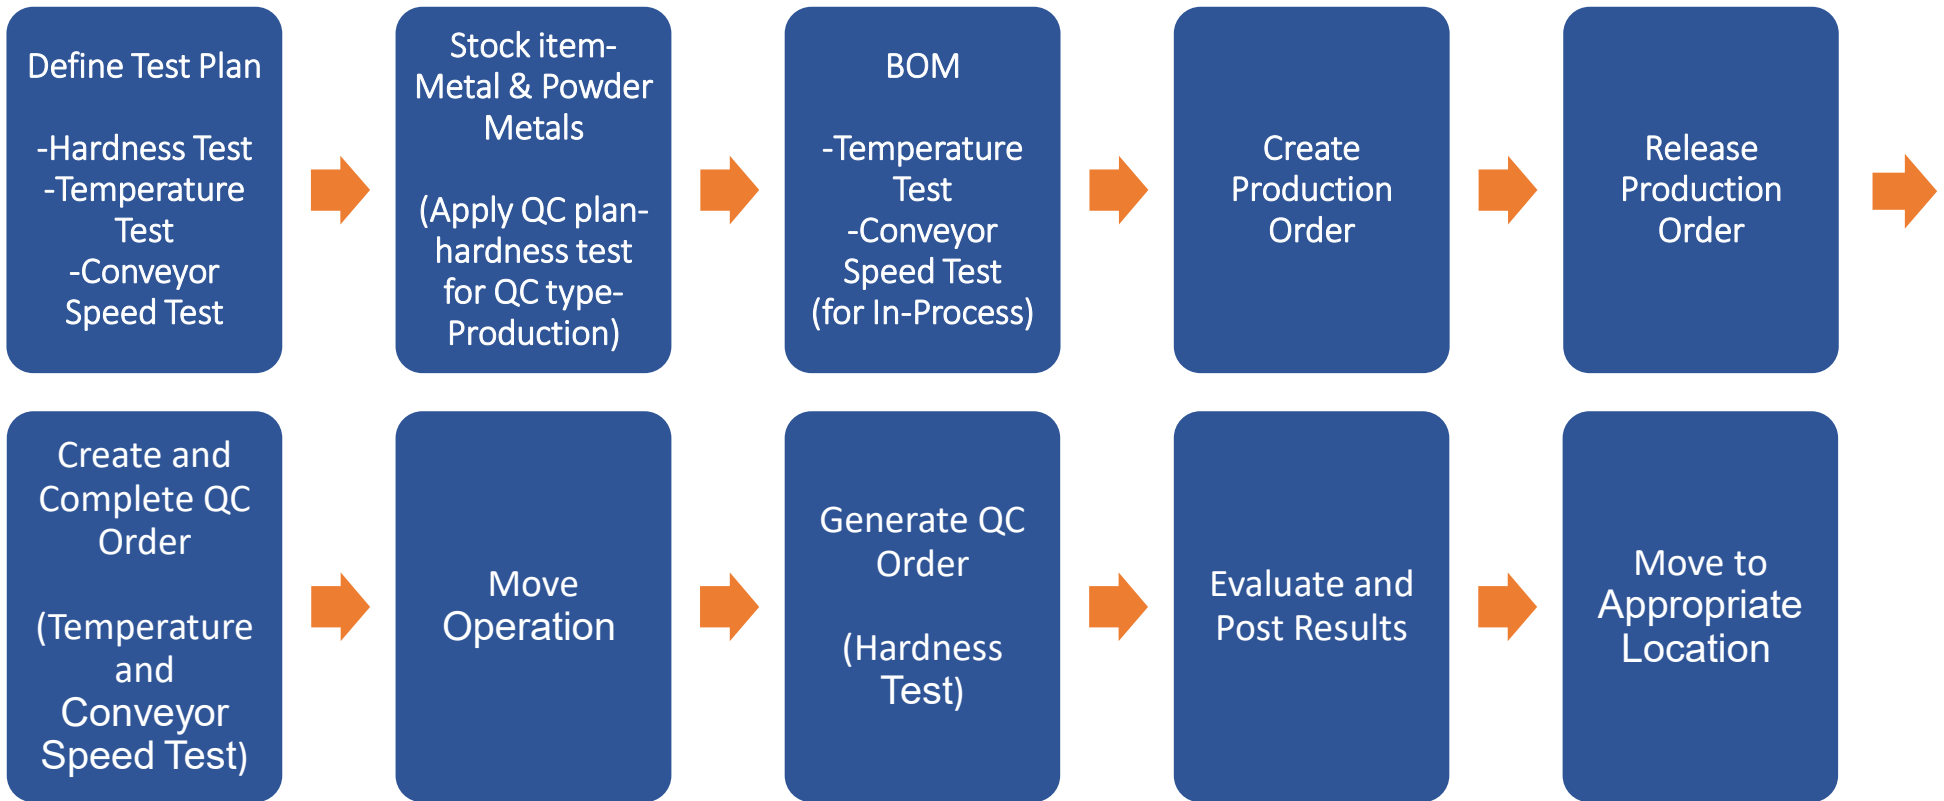 Define Test Plan
-Hardness Test
-Temperature
Test
-Conveyor
Speed Test
Stock item-
Metal & Powder
Metals
(Apply QC plan-
hardness test
for QC type-
Production)
BOM
-Temperature
Test
-Conveyor
Speed Test
(for In-Process)
Create
Production
Order
Release
Production
Order
Create and
Complete QC
Order
(Temperature
and
Conveyor
Speed Test)
Move
Operation
Generate QC
Order
(Hardness
Test)
Evaluate and
Post Results
Move to
Appropriate
Location